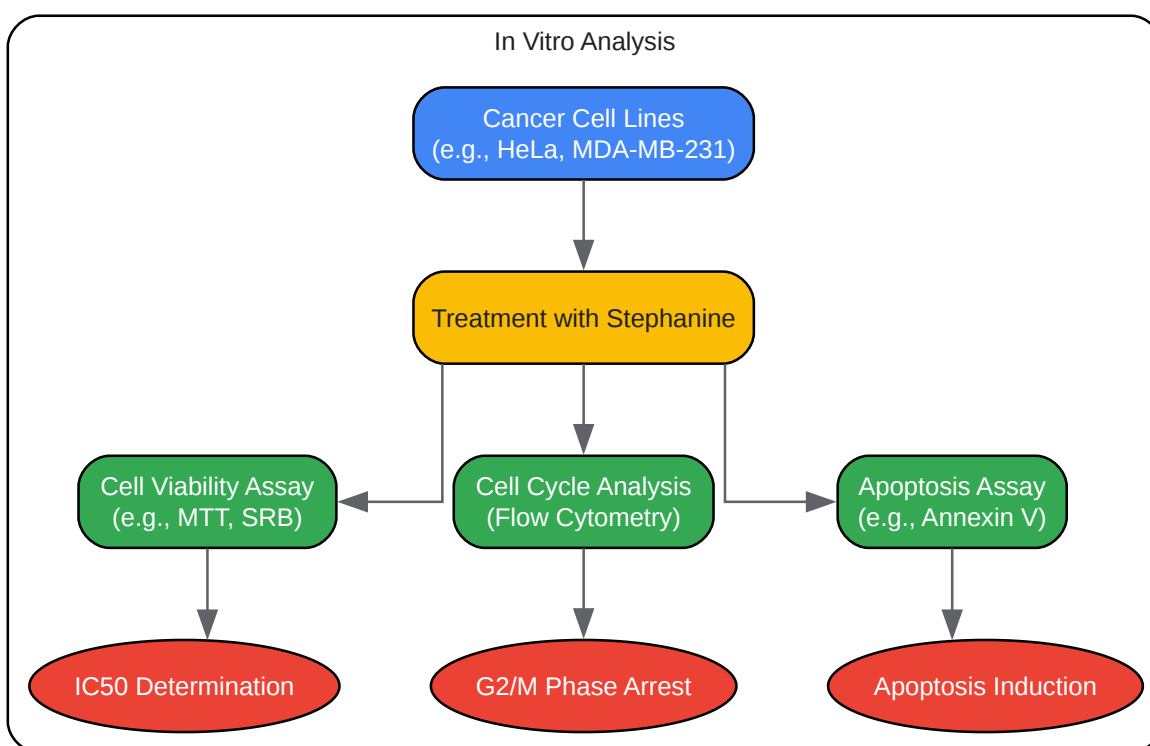 In Vitro Analysis
Cancer Cell Lines
(e.g., HeLa, MDA-MB-231)
Treatment with Stephanine
Cell Viability Assay
(e.g., MTT, SRB)
Cell Cycle Analysis
(Flow Cytometry)
Apoptosis Assay
(e.g., Annexin V)
IC50 Determination
G2/M Phase Arrest
Apoptosis Induction